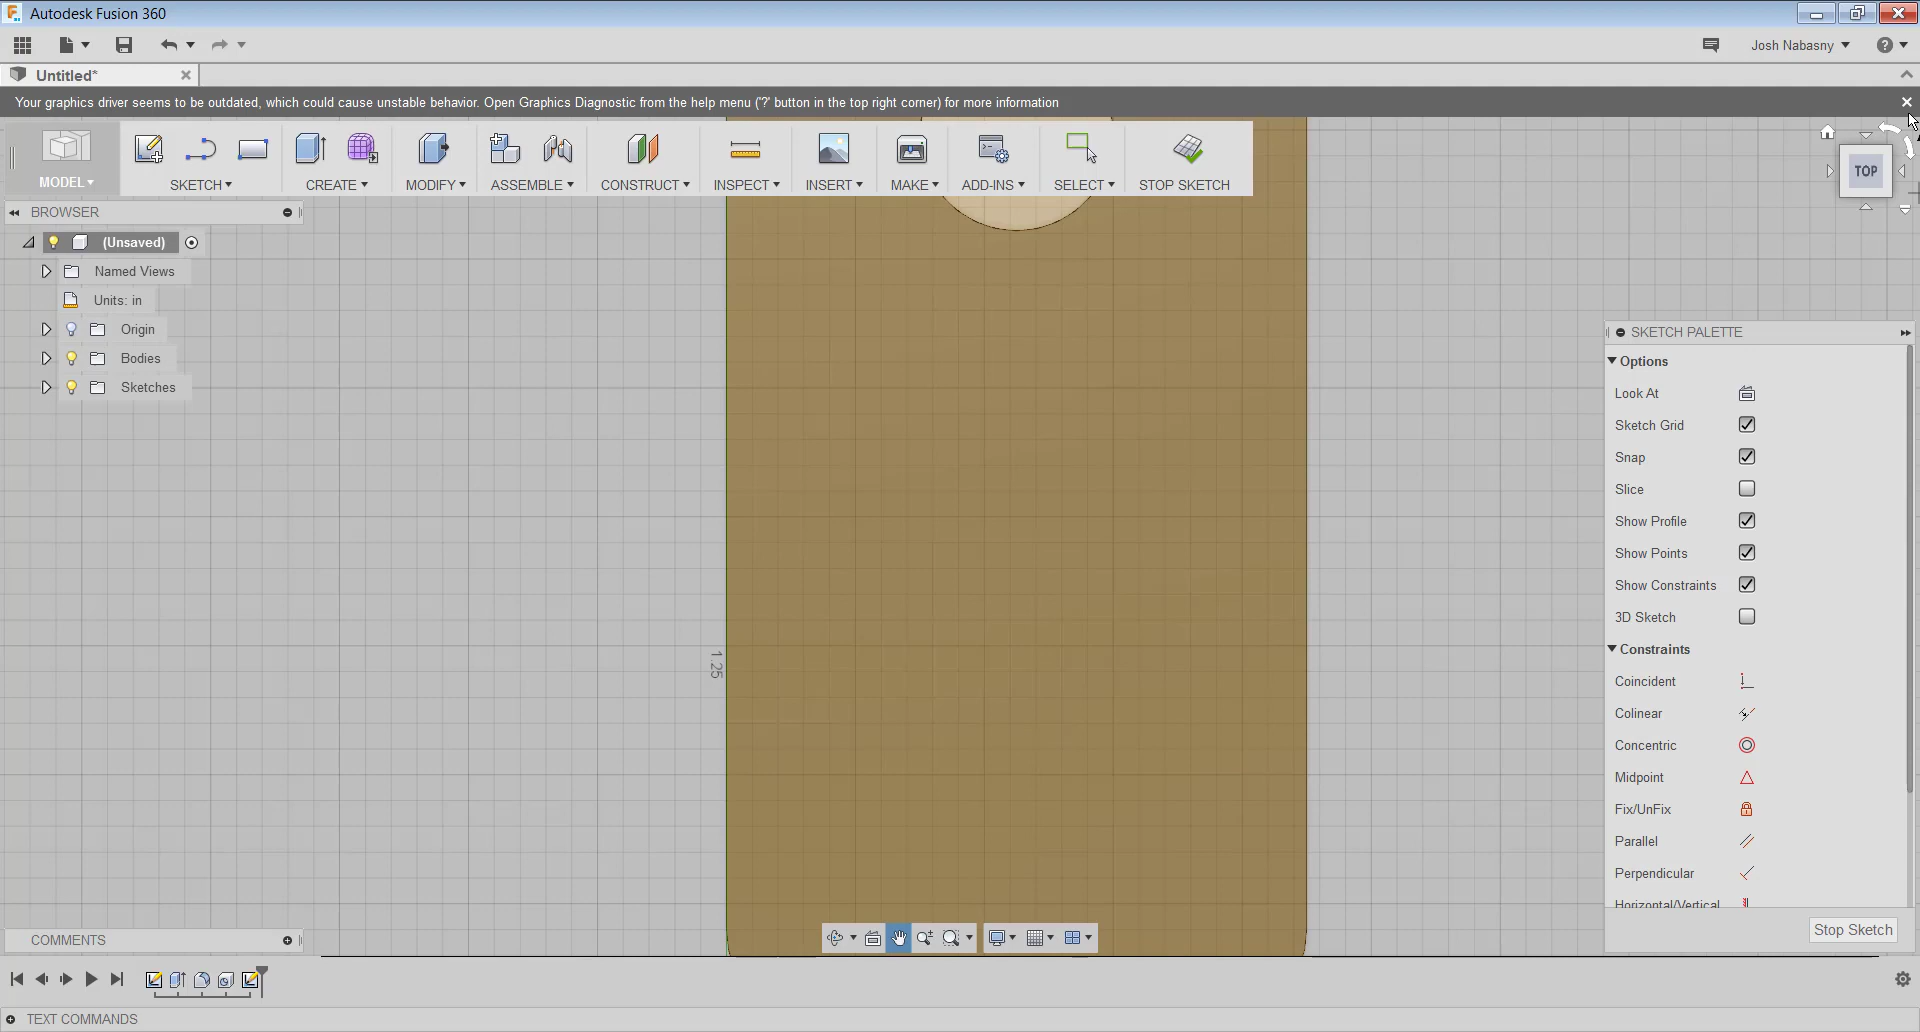 Autodesk Fusion 360
Josh Nabasny
Untitled*
Your graphics driver seems to be outdated, which could cause unstable behavior. Open Graphics Diagnostic from the help menu ('?' button in the top right corner) for more information
MODEL
SKETCH
CREATE
MODIFY
ASSEMBLE
CONSTRUCT
INSPECT
INSERT
MAKE
ADD-INS
SELECT
STOP SKETCH
TOP
BROWSER
(Unsaved)
Named Views
Units: in
Origin
Bodies
Sketches
1.25
SKETCH PALETTE
Options
Look At
Sketch Grid
Snap
Slice
Show Profile
Show Points
Show Constraints
3D Sketch
Constraints
Coincident
Colinear
Concentric
Midpoint
Fix/UnFix
Parallel
Perpendicular
Horizontal/Vertical
Stop Sketch
COMMENTS
TEXT COMMANDS